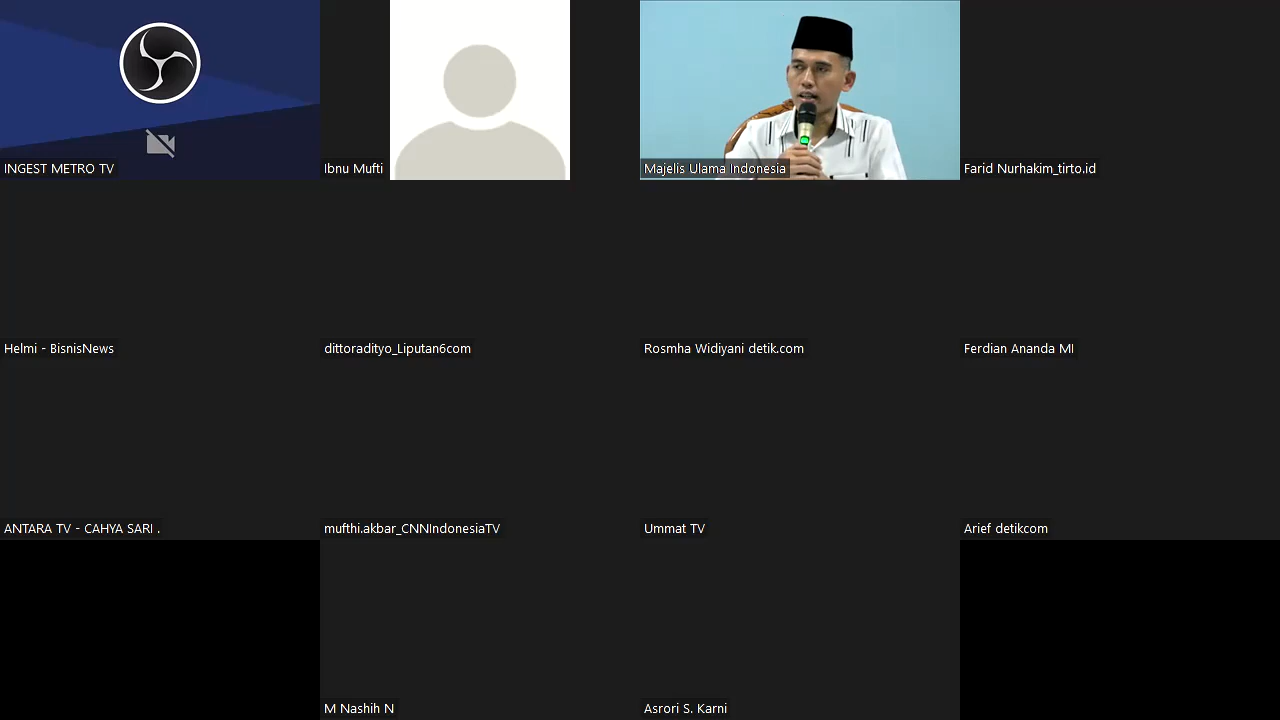 INGEST METRO TV
Ibnu Mufti
Majelis Ulama Indonesia
Farid Nurhakim_tirto.id
Helmi - BisnisNews
dittoradityo_Liputan6com
Rosmha Widiyani detik.com
Ferdian Ananda MI
ANTARA TV - CAHYA SARI .
mufthi.akbar_CNNIndonesiaTV
Ummat TV
Arief detikcom
M Nashih N
Asrori S. Karni